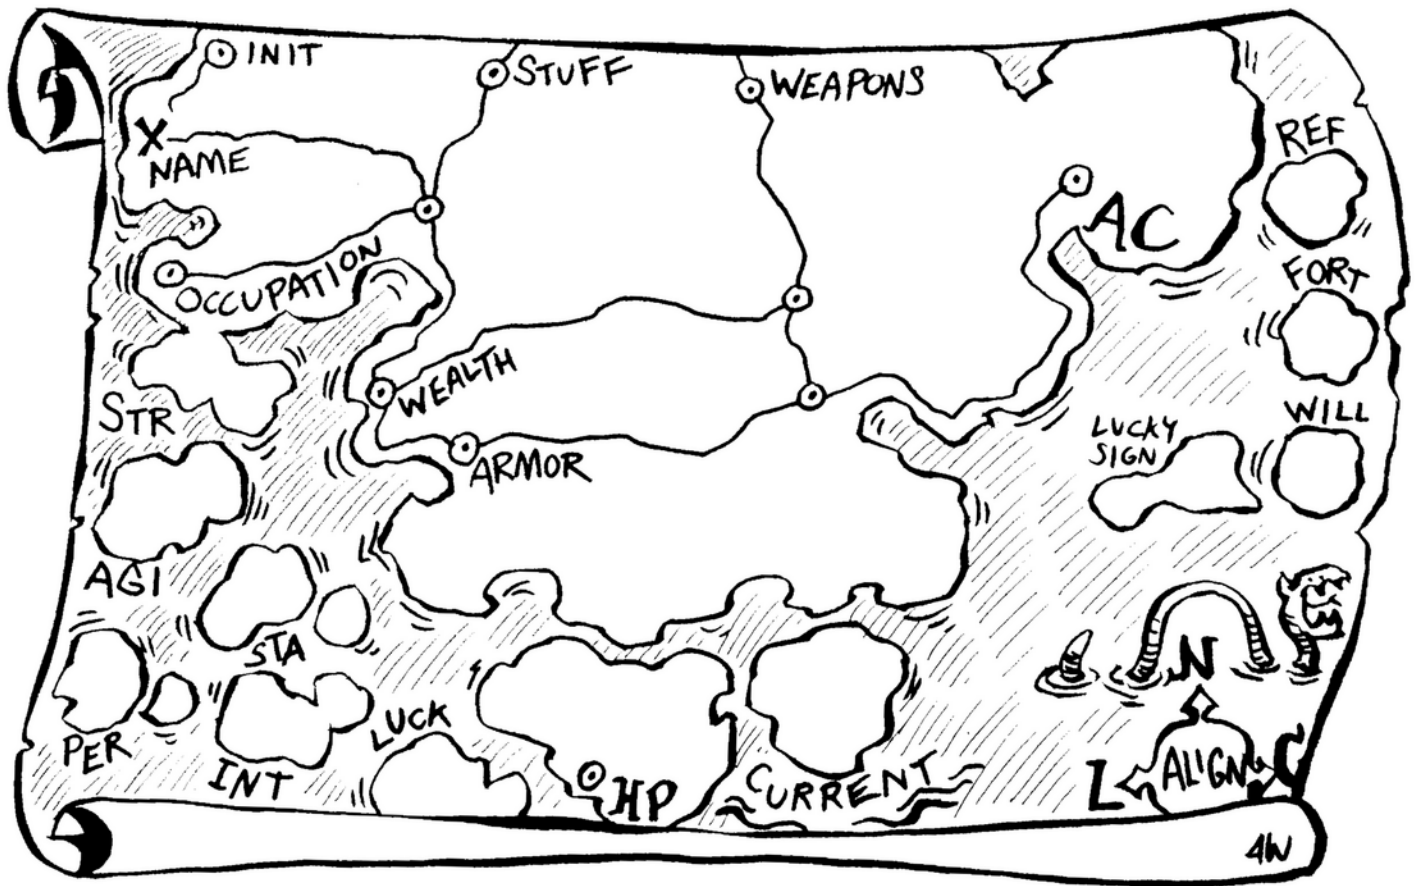 INIT
STUFF
WEAPONS
X
NAME
REF
AC
OCCUPATION
FORT
WEALTH
STR
WILL
LUCKY
SIGN
ARMOR
AGI
STA
N
PER
INT
LUCK
HP
CURRENT
L
ALIGN
C
4W